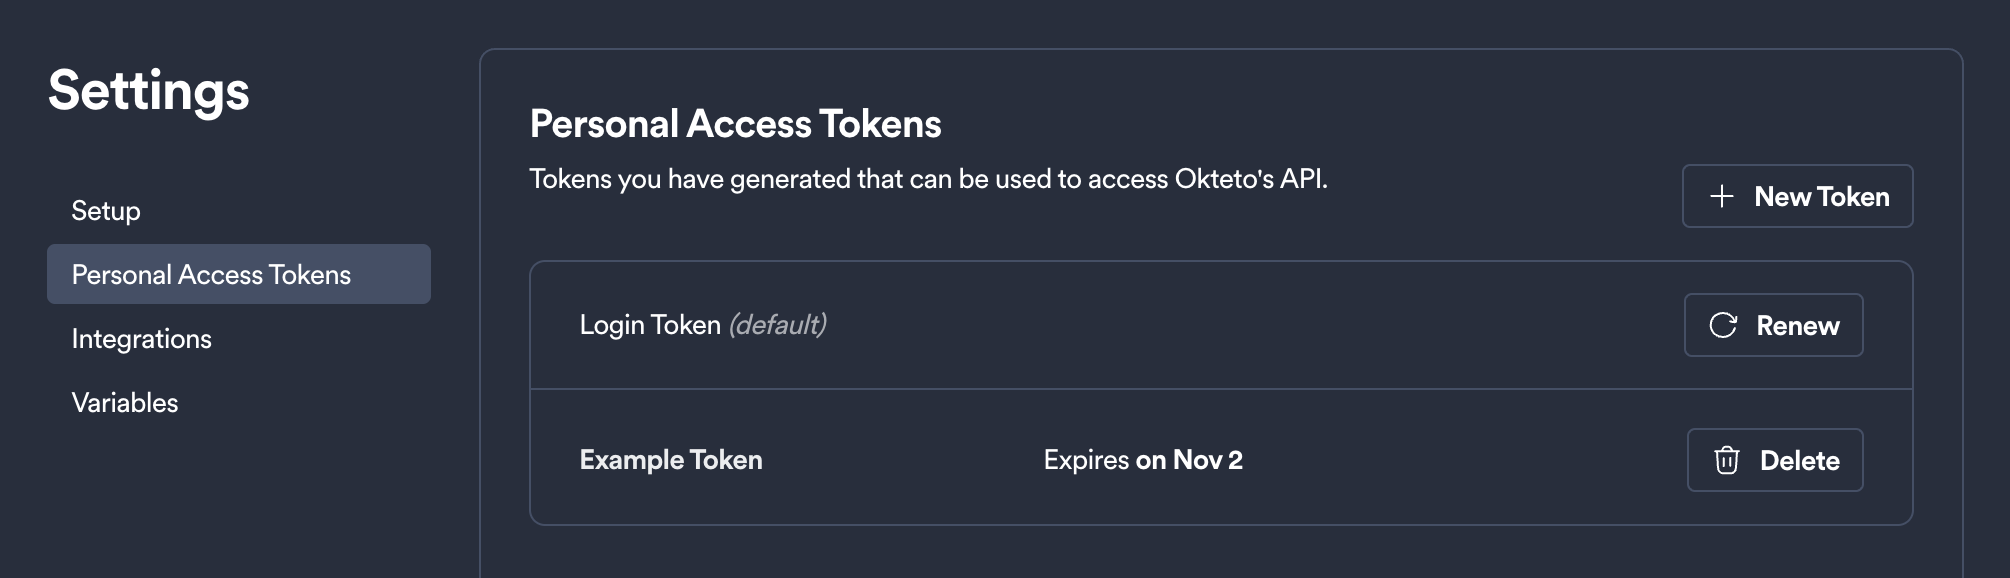 Settings
Setup
Personal Access Tokens
Integrations
Variables
Personal Access Tokens
Tokens you have generated that can be used to access Okteto's API.
New Token
Login Token (default)
Renew
Example Token
Expires on Nov 2
Delete